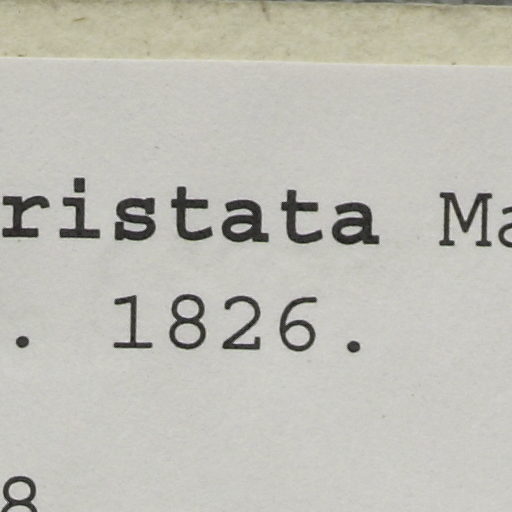 ristata Ma
. 1826.
8